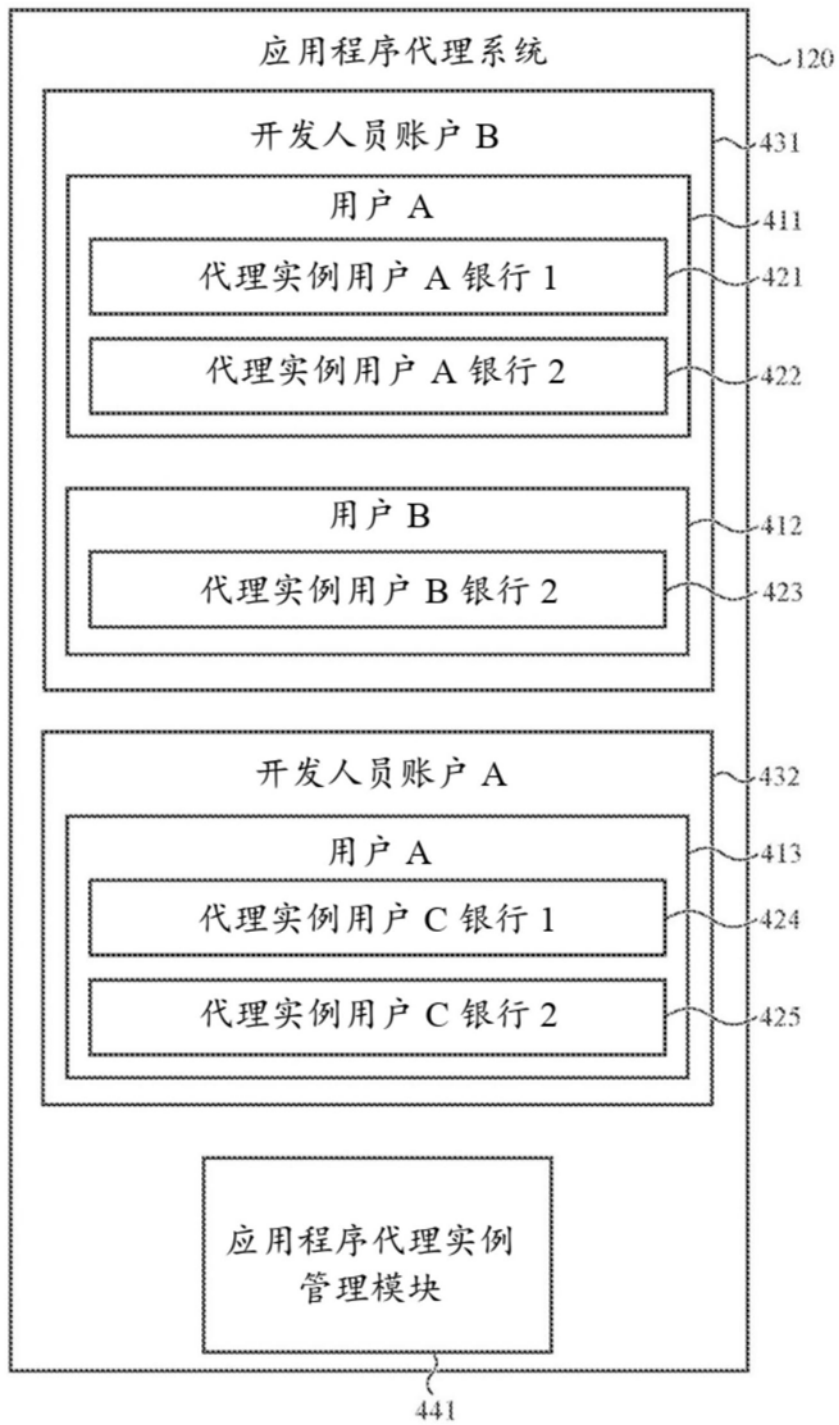 应用程序代理系统
120
开发人员账户 B
431
用户 A
411
代理实例用户 A 银行 1
421
代理实例用户 A 银行 2
422
用户 B
412
代理实例用户 B 银行 2
423
开发人员账户 A
432
用户 A
413
代理实例用户 C 银行 1
424
代理实例用户 C 银行 2
425
应用程序代理实例
管理模块
441